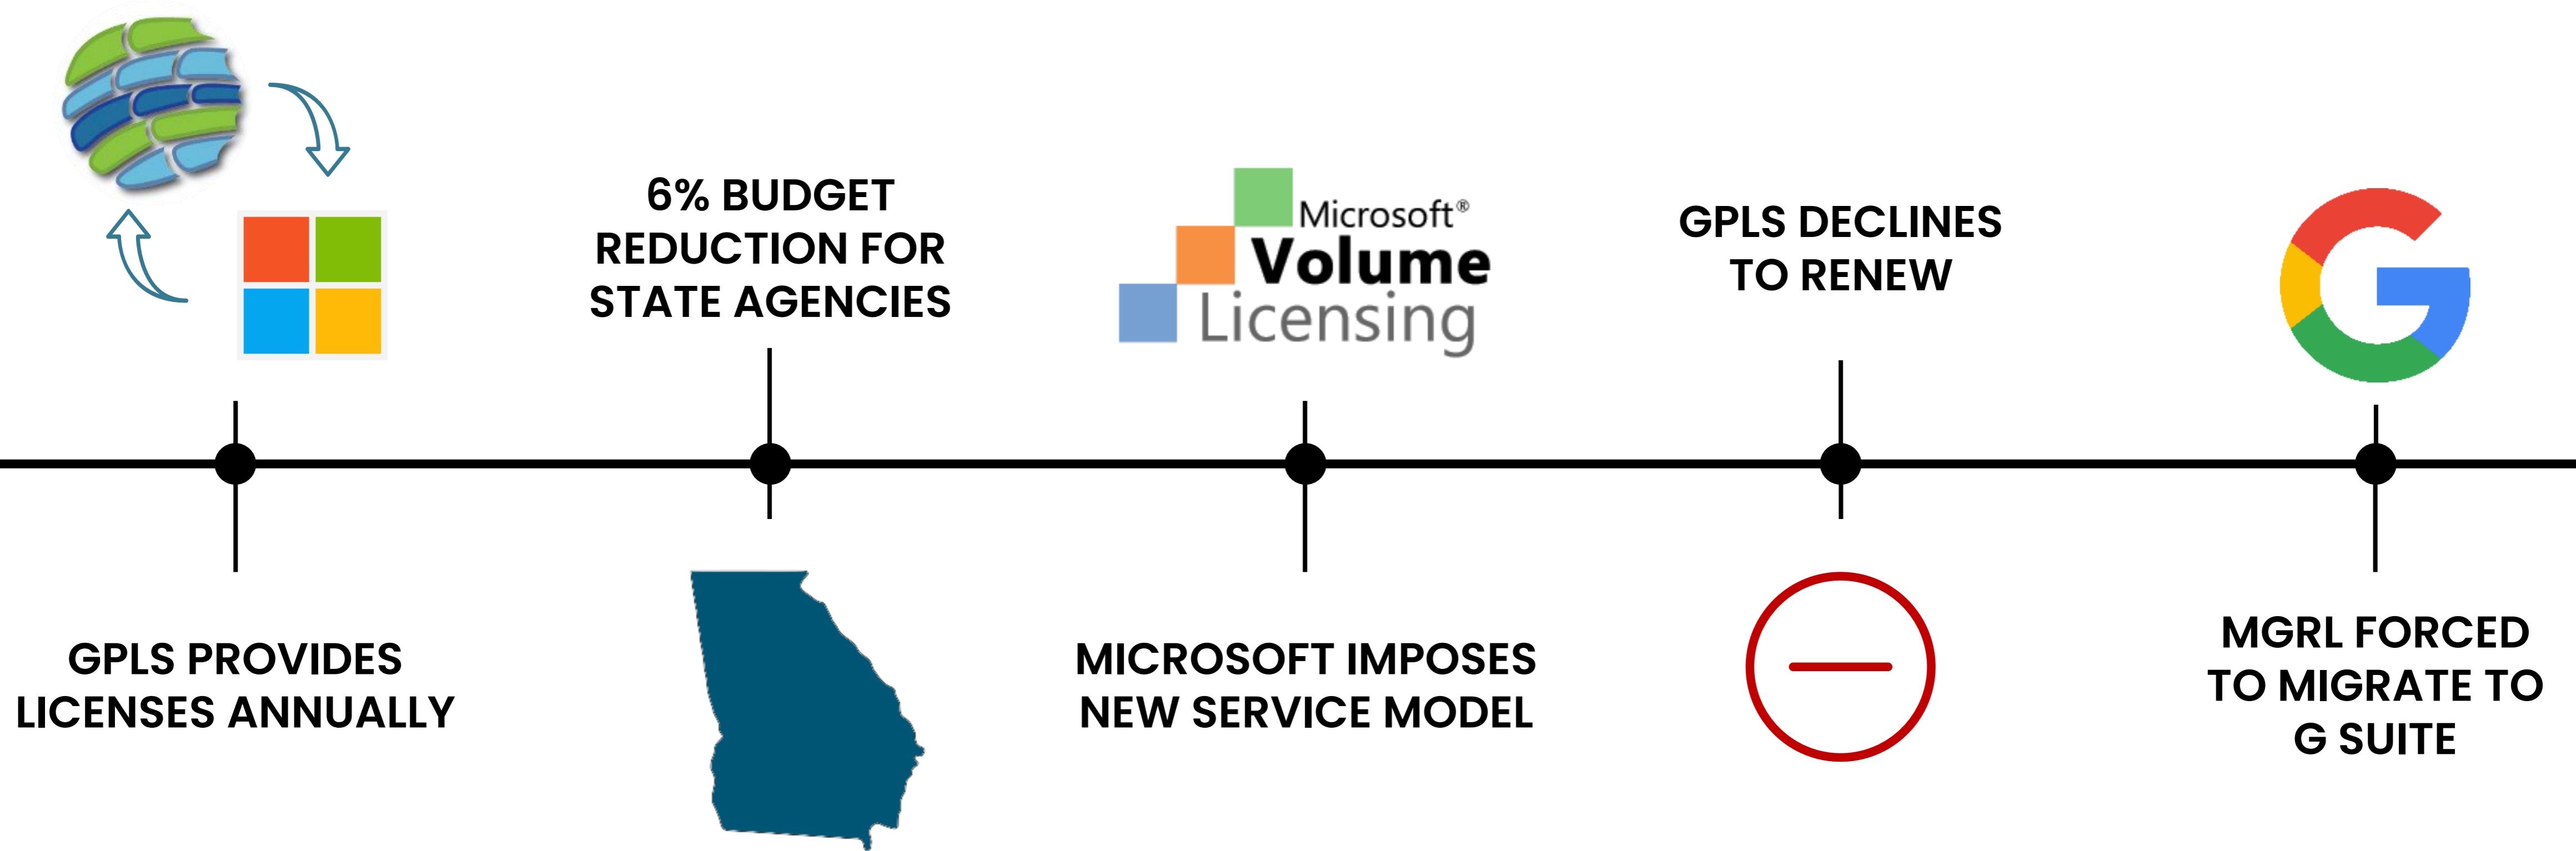 GPLS PROVIDES
LICENSES ANNUALLY
6% BUDGET
REDUCTION FOR
STATE AGENCIES
Microsoft®
Volume
Licensing
MICROSOFT IMPOSES
NEW SERVICE MODEL
GPLS DECLINES
TO RENEW
MGRL FORCED
TO MIGRATE TO
G SUITE